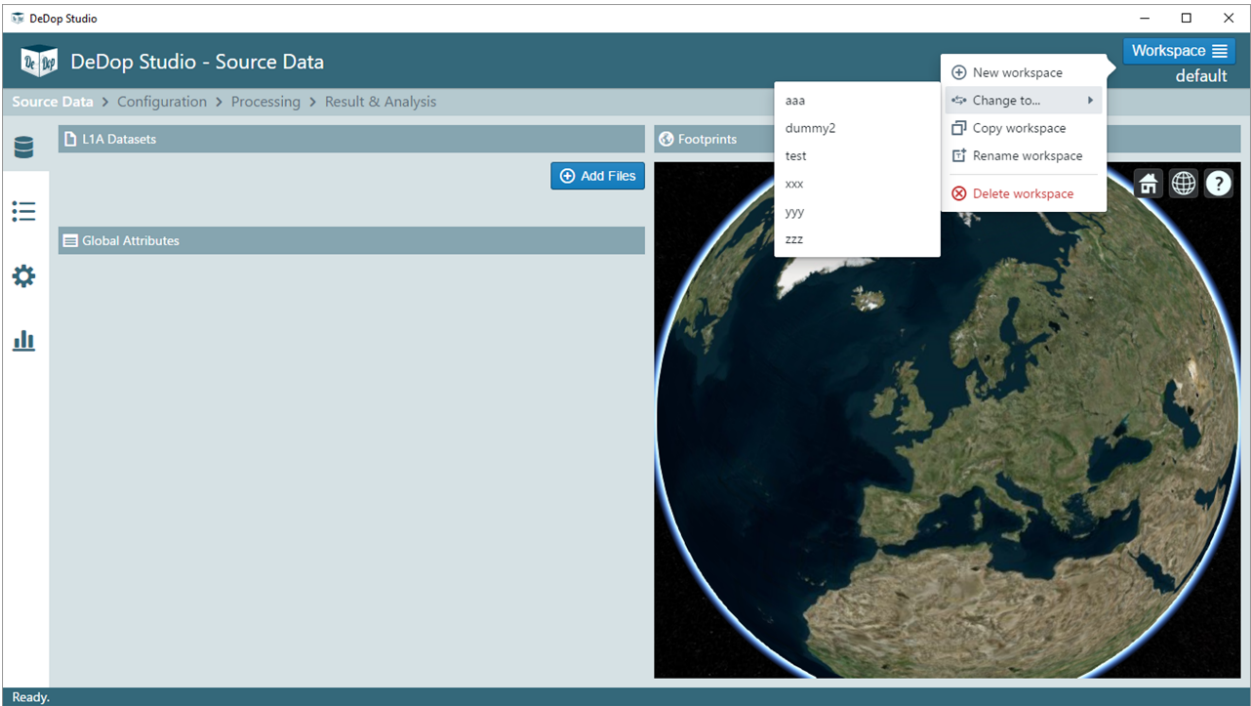 DeDop Studio
De Dop DeDop Studio - Source Data
Workspace
default
Source Data > Configuration > Processing > Result & Analysis
New workspace
Change to...
Copy workspace
Rename workspace
Delete workspace
aaa
dummy2
test
xxx
yyy
zzz
L1A Datasets
Add Files
Global Attributes
Footprints
?
Ready.